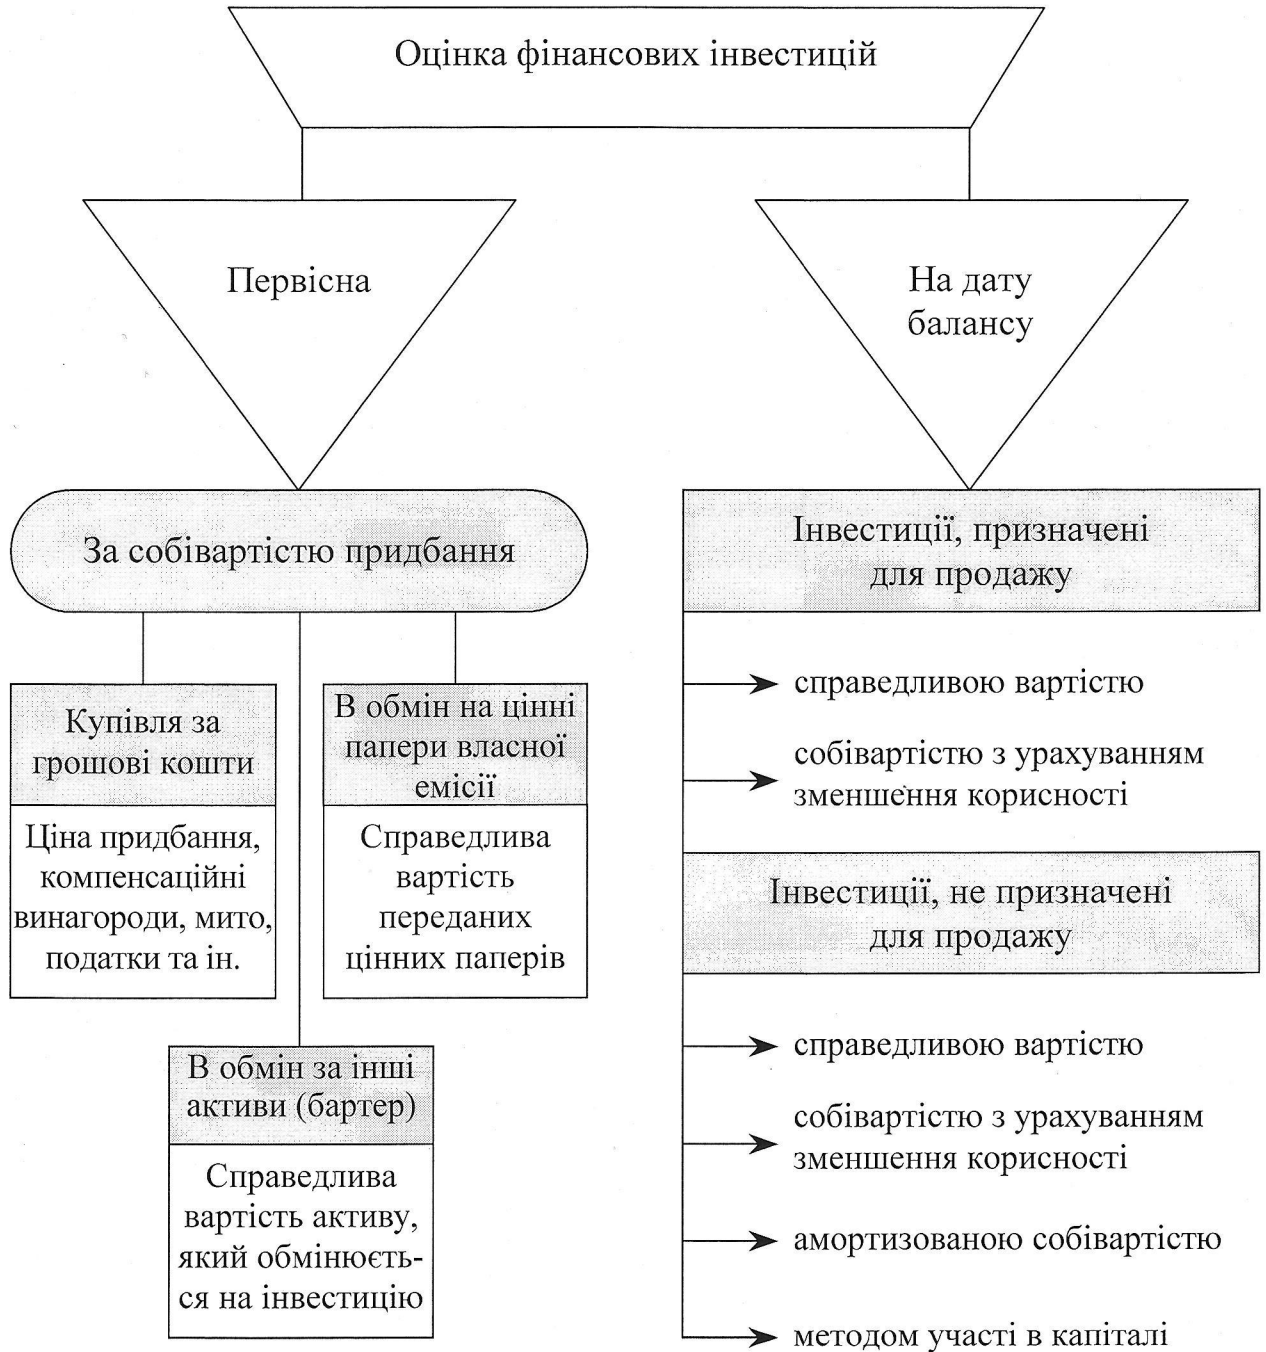 Оцінка фінансових інвестицій
Первісна
На дату
балансу
За собівартістю придбання
Купівля за
грошові кошти
Ціна придбання,
компенсаційні
винагороди, мито,
податки та ін.
В обмін на цінні
папери власної
емісії
Справедлива
вартість
переданих
цінних паперів
В обмін за інші
активи (бартер)
Справедлива
вартість активу,
який обмінюєть-
ся на інвестицію
Інвестиції, призначені
для продажу
справедливою вартістю
собівартістю з урахуванням
зменшення корисності
Інвестиції, не призначені
для продажу
справедливою вартістю
собівартістю з урахуванням
зменшення корисності
амортизованою собівартістю
методом участі в капіталі